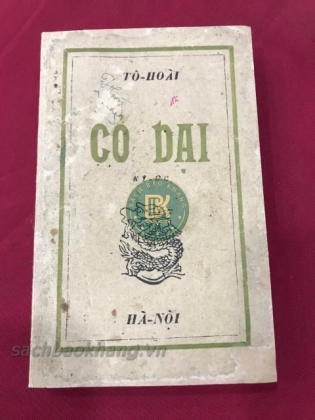 TÔ-HOÀI
CỎ DẠI
HÀ-NỘI
sachbaokhang.vn